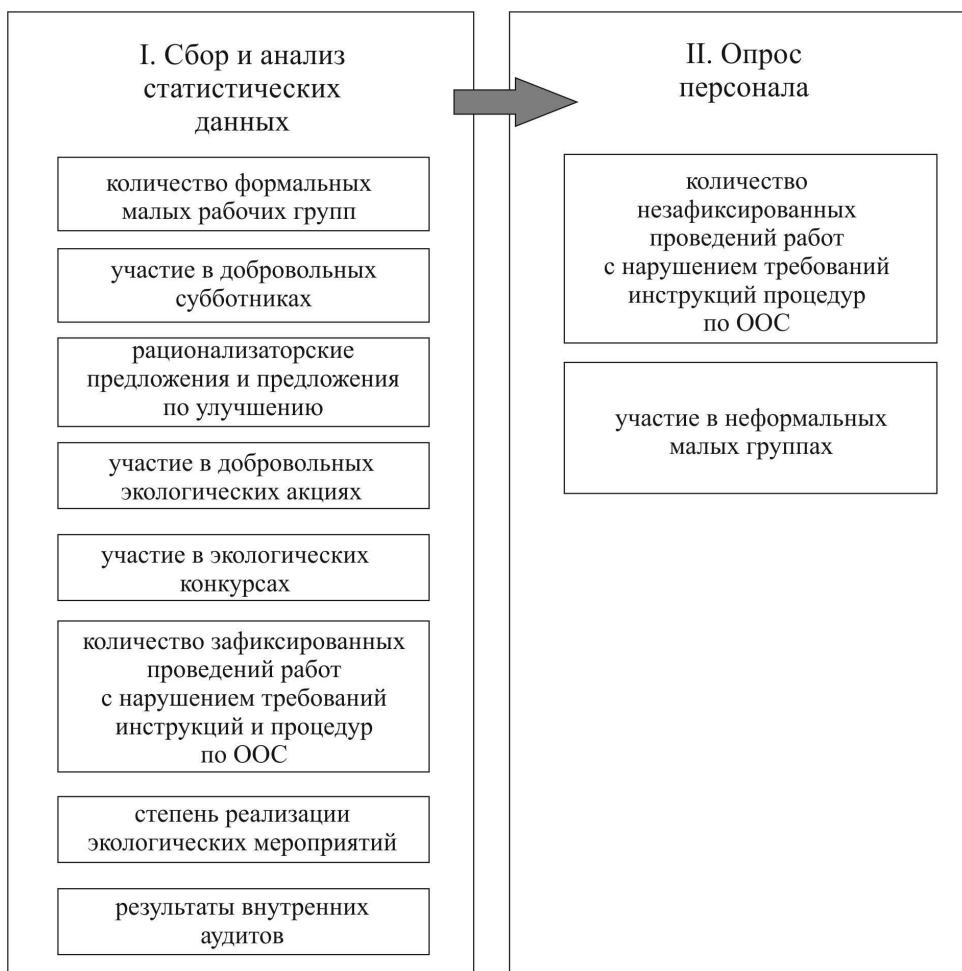 I. Сбор и анализ
статистических
данных
количество формальных
малых рабочих групп
участие в добровольных
субботниках
рационализаторские
предложения и предложения
по улучшению
участие в добровольных
экологических акциях
участие в экологических
конкурсах
количество зафиксированных
проведений работ
с нарушением требований
инструкций и процедур
по ООС
степень реализации
экологических мероприятий
результаты внутренних
аудитов
II. Опрос
персонала
количество
незафиксированных
проведений работ
с нарушением требований
инструкций процедур
по ООС
участие в неформальных
малых группах